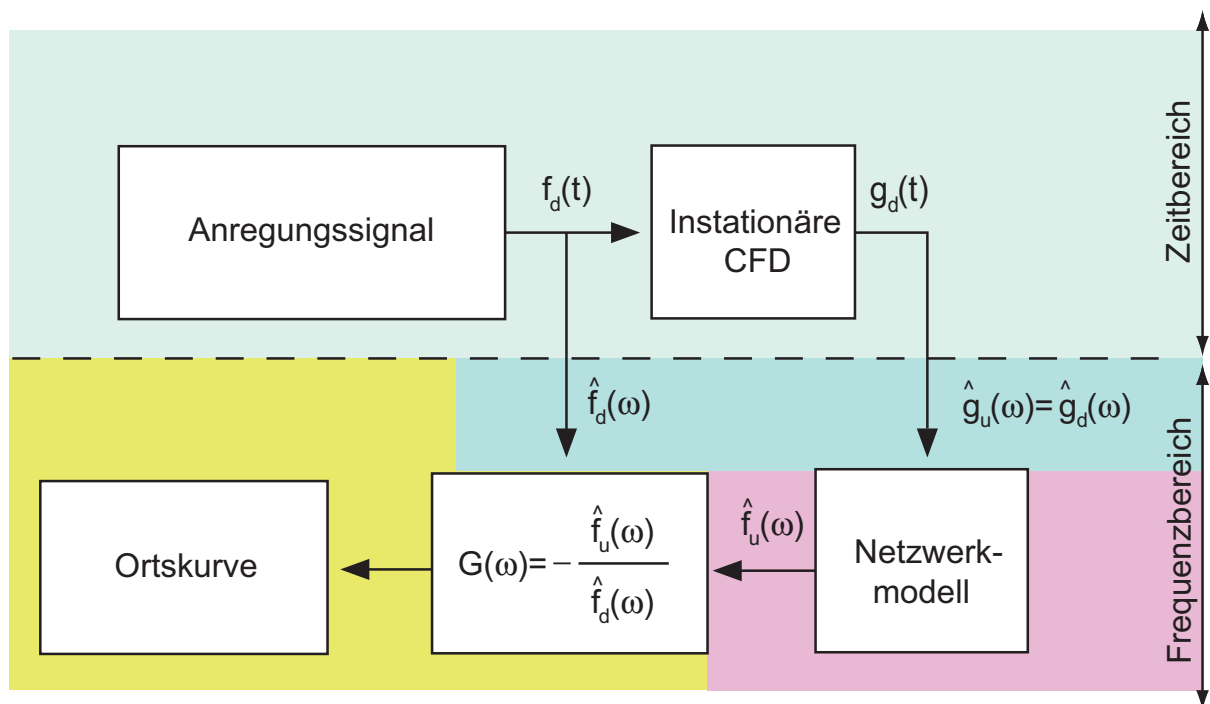 Zeitbereich
Anregungssignal
f_d(t)
Instationäre
CFD
g_d(t)
f̂_d(ω)
ĝ_u(ω)= ĝ_d(ω)
Frequenzbereich
Ortskurve
G(ω)= − f̂_u(ω) / f̂_d(ω)
f̂_u(ω)
Netzwerk-
modell